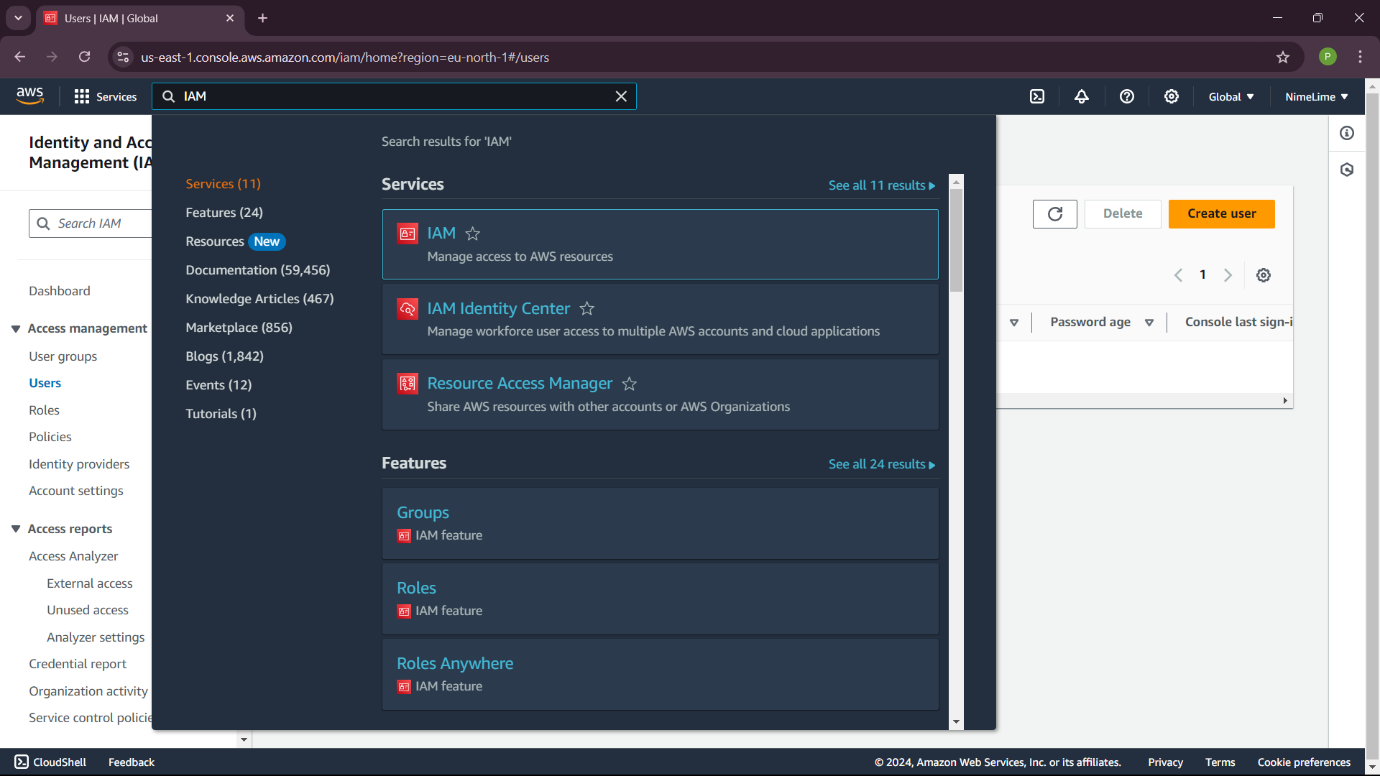 Users | IAM | Global
us-east-1.console.aws.amazon.com/iam/home?region=eu-north-1#/users
P
aws
Services
IAM
Global
NimeLime
Identity and Acc
Management (IA
Search IAM
Dashboard
Access management
User groups
Users
Roles
Policies
Identity providers
Account settings
Access reports
Access Analyzer
External access
Unused access
Analyzer settings
Credential report
Organization activity
Service control policie
Search results for 'IAM'
Services (11)
Features (24)
Resources New
Documentation (59,456)
Knowledge Articles (467)
Marketplace (856)
Blogs (1,842)
Events (12)
Tutorials (1)
Services
See all 11 results
IAM
Manage access to AWS resources
IAM Identity Center
Manage workforce user access to multiple AWS accounts and cloud applications
Resource Access Manager
Share AWS resources with other accounts or AWS Organizations
Features
See all 24 results
Groups
IAM feature
Roles
IAM feature
Roles Anywhere
IAM feature
Delete
Create user
1
Password age
Console last sign-i
CloudShell
Feedback
© 2024, Amazon Web Services, Inc. or its affiliates.
Privacy
Terms
Cookie preferences